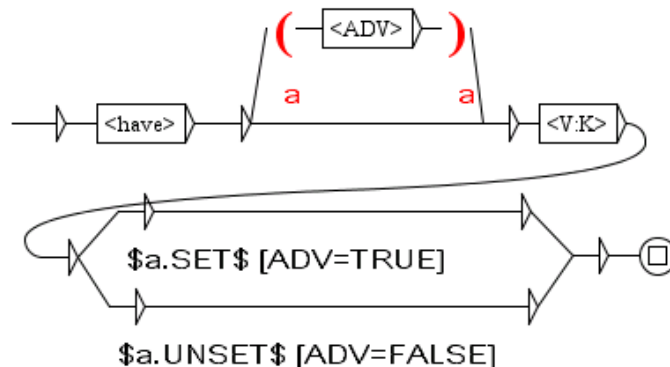 ( <ADV> )
a a
<have> <V:K>
$a.SET$ [ADV=TRUE]
$a.UNSET$ [ADV=FALSE]